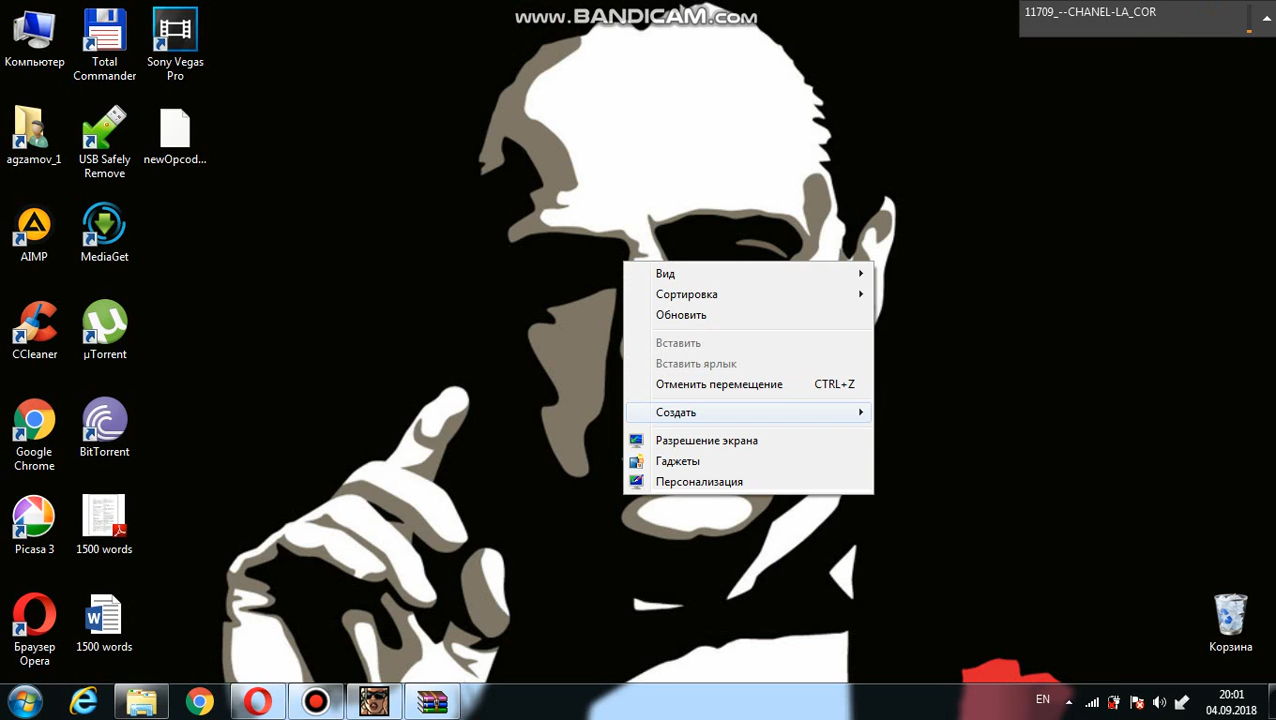 www.BANDICAM.com
11709_--CHANEL-LA_COR
Компьютер
Total
Commander
Sony Vegas
Pro
agzamov_1
USB Safely
Remove
newOpcod...
AIMP
MediaGet
CCleaner
µTorrent
Google
Chrome
BitTorrent
Picasa 3
1500 words
Браузер
Opera
1500 words
Вид
Сортировка
Обновить
Вставить
Вставить ярлык
Отменить перемещение CTRL+Z
Создать
Разрешение экрана
Гаджеты
Персонализация
Корзина
EN
20:01
04.09.2018